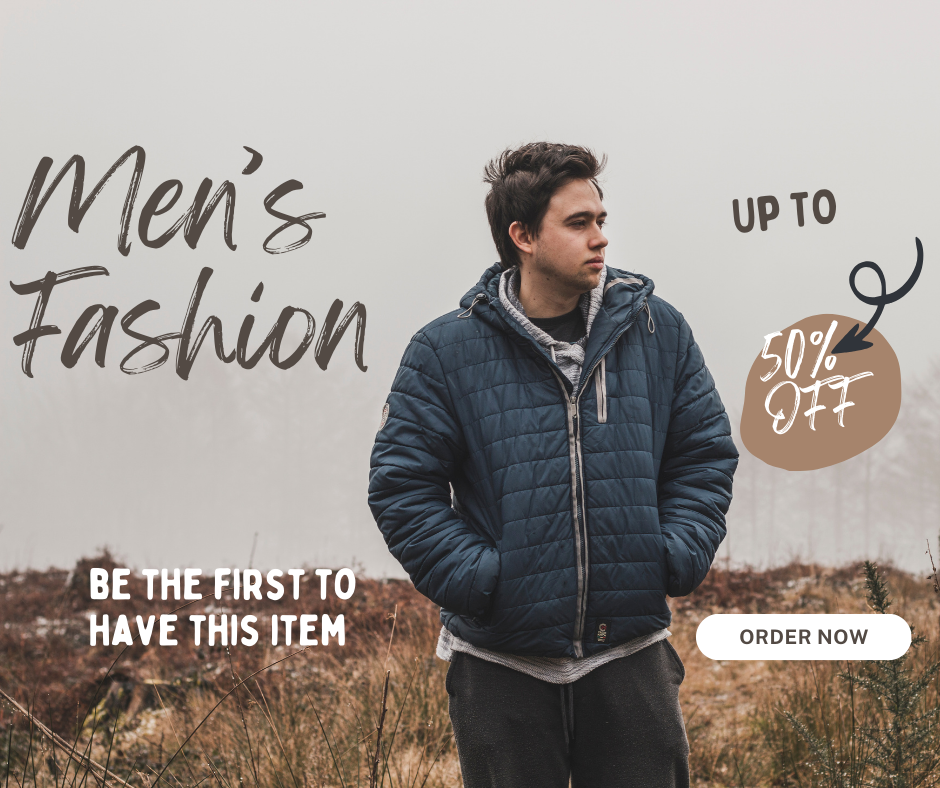 Men's
Fashion
UP TO
50%
OFF
BE THE FIRST TO
HAVE THIS ITEM
ORDER NOW